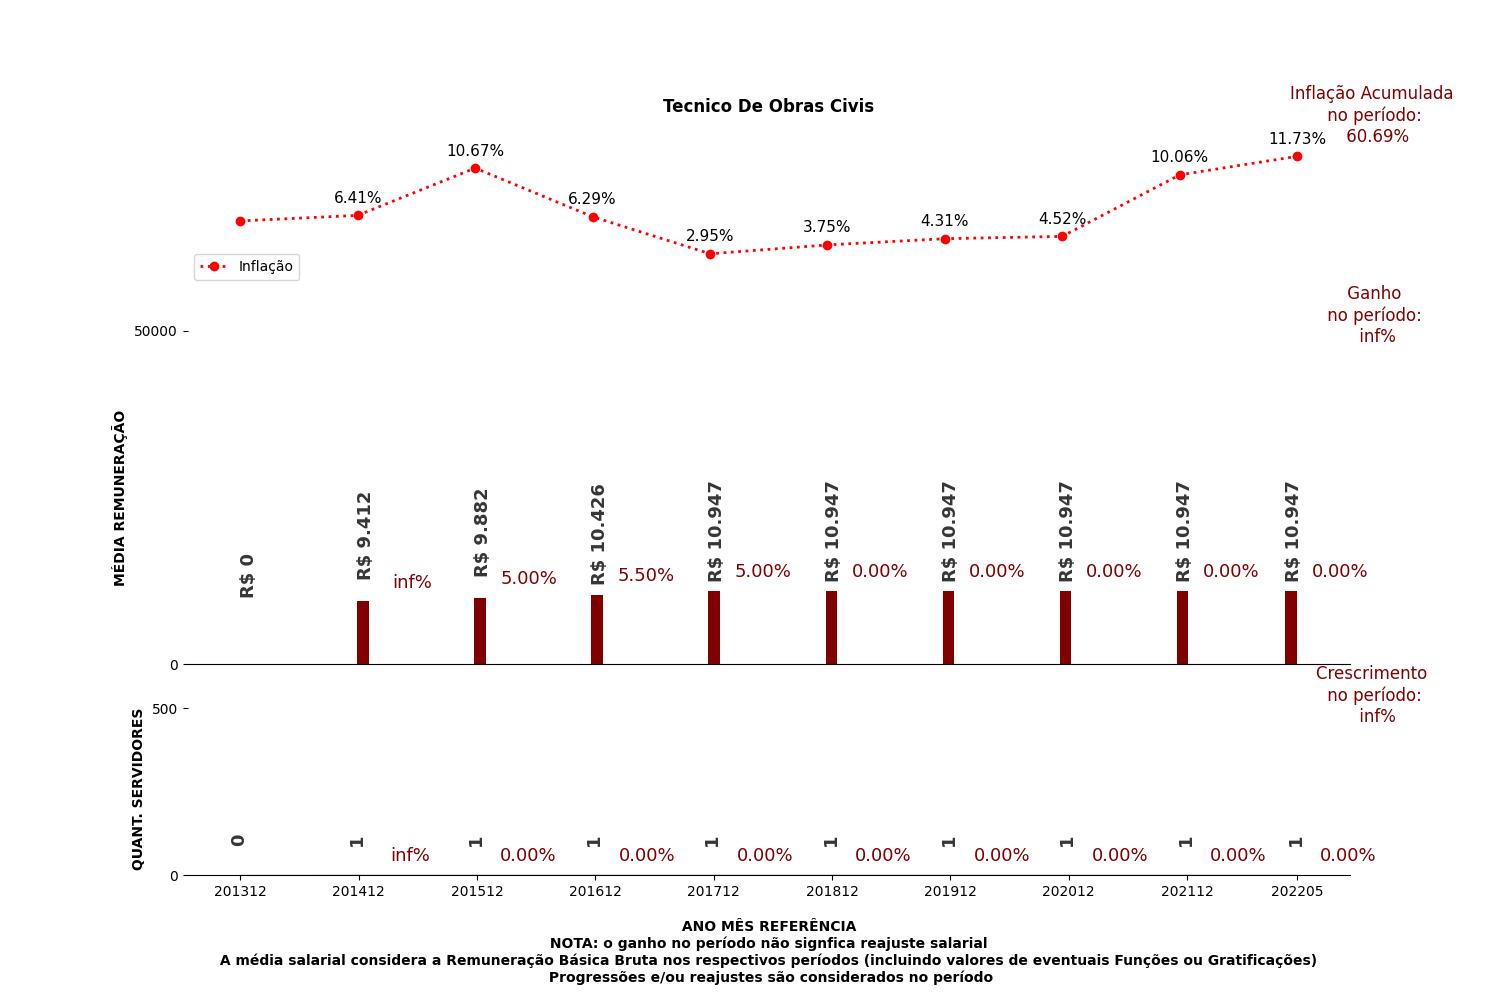 Tecnico De Obras Civis
Inflação Acumulada
no período:
60.69%
6.41%
10.67%
6.29%
2.95%
3.75%
4.31%
4.52%
10.06%
11.73%
Inflação
Ganho
no período:
inf%
50000
0
MÉDIA REMUNERAÇÃO
R$ 0
R$ 9.412
R$ 9.882
R$ 10.426
R$ 10.947
R$ 10.947
R$ 10.947
R$ 10.947
R$ 10.947
R$ 10.947
inf%
5.00%
5.50%
5.00%
0.00%
0.00%
0.00%
0.00%
0.00%
Crescrimento
no período:
inf%
500
0
QUANT. SERVIDORES
0
1
1
1
1
1
1
1
1
1
inf%
0.00%
0.00%
0.00%
0.00%
0.00%
0.00%
0.00%
0.00%
201312
201412
201512
201612
201712
201812
201912
202012
202112
202205
ANO MÊS REFERÊNCIA
NOTA: o ganho no período não signfica reajuste salarial
A média salarial considera a Remuneração Básica Bruta nos respectivos períodos (incluindo valores de eventuais Funções ou Gratificações)
Progressões e/ou reajustes são considerados no período